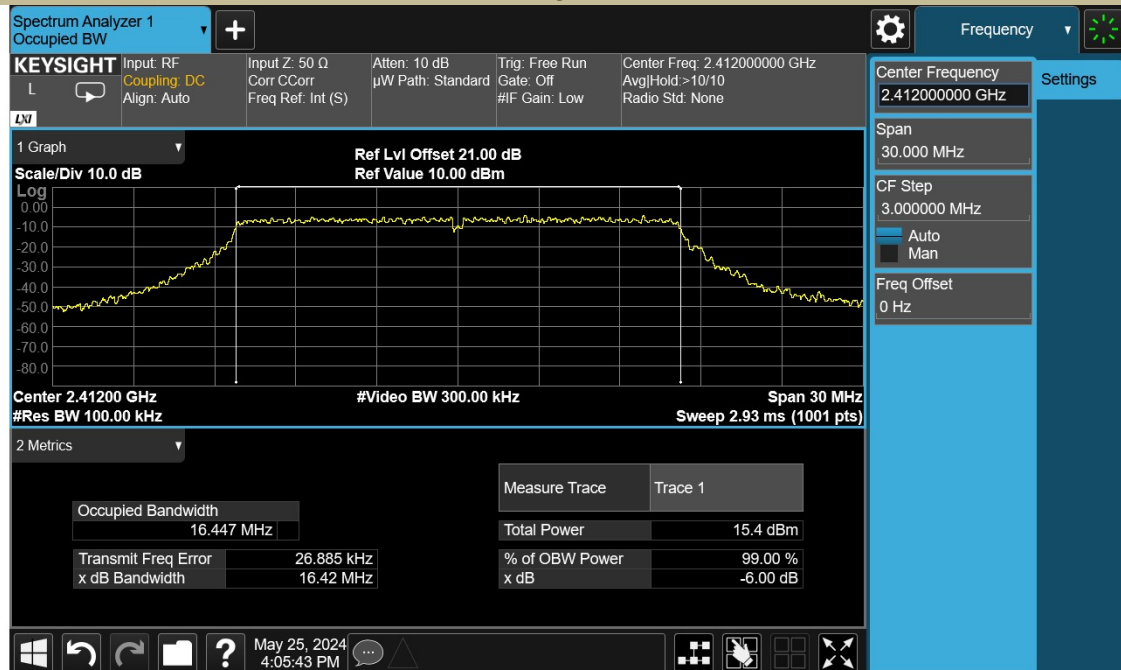 Spectrum Analyzer 1
Occupied BW
+
Frequency
KEYSIGHT
L
LXI
Input: RF
Coupling: DC
Align: Auto
Input Z: 50 Ω
Corr CCorr
Freq Ref: Int (S)
Atten: 10 dB
µW Path: Standard
Trig: Free Run
Gate: Off
#IF Gain: Low
Center Freq: 2.412000000 GHz
Avg|Hold:>10/10
Radio Std: None
Center Frequency
2.412000000 GHz
Settings
Span
30.000 MHz
CF Step
3.000000 MHz
Auto
Man
Freq Offset
0 Hz
1 Graph
Scale/Div 10.0 dB
Ref Lvl Offset 21.00 dB
Ref Value 10.00 dBm
Log
0.00
-10.0
-20.0
-30.0
-40.0
-50.0
-60.0
-70.0
-80.0
Center 2.41200 GHz
#Video BW 300.00 kHz
Span 30 MHz
#Res BW 100.00 kHz
Sweep 2.93 ms (1001 pts)
2 Metrics
Measure Trace Trace 1
Occupied Bandwidth
16.447 MHz
Total Power 15.4 dBm
Transmit Freq Error 26.885 kHz
% of OBW Power 99.00 %
x dB Bandwidth 16.42 MHz
x dB -6.00 dB
?
May 25, 2024
4:05:43 PM